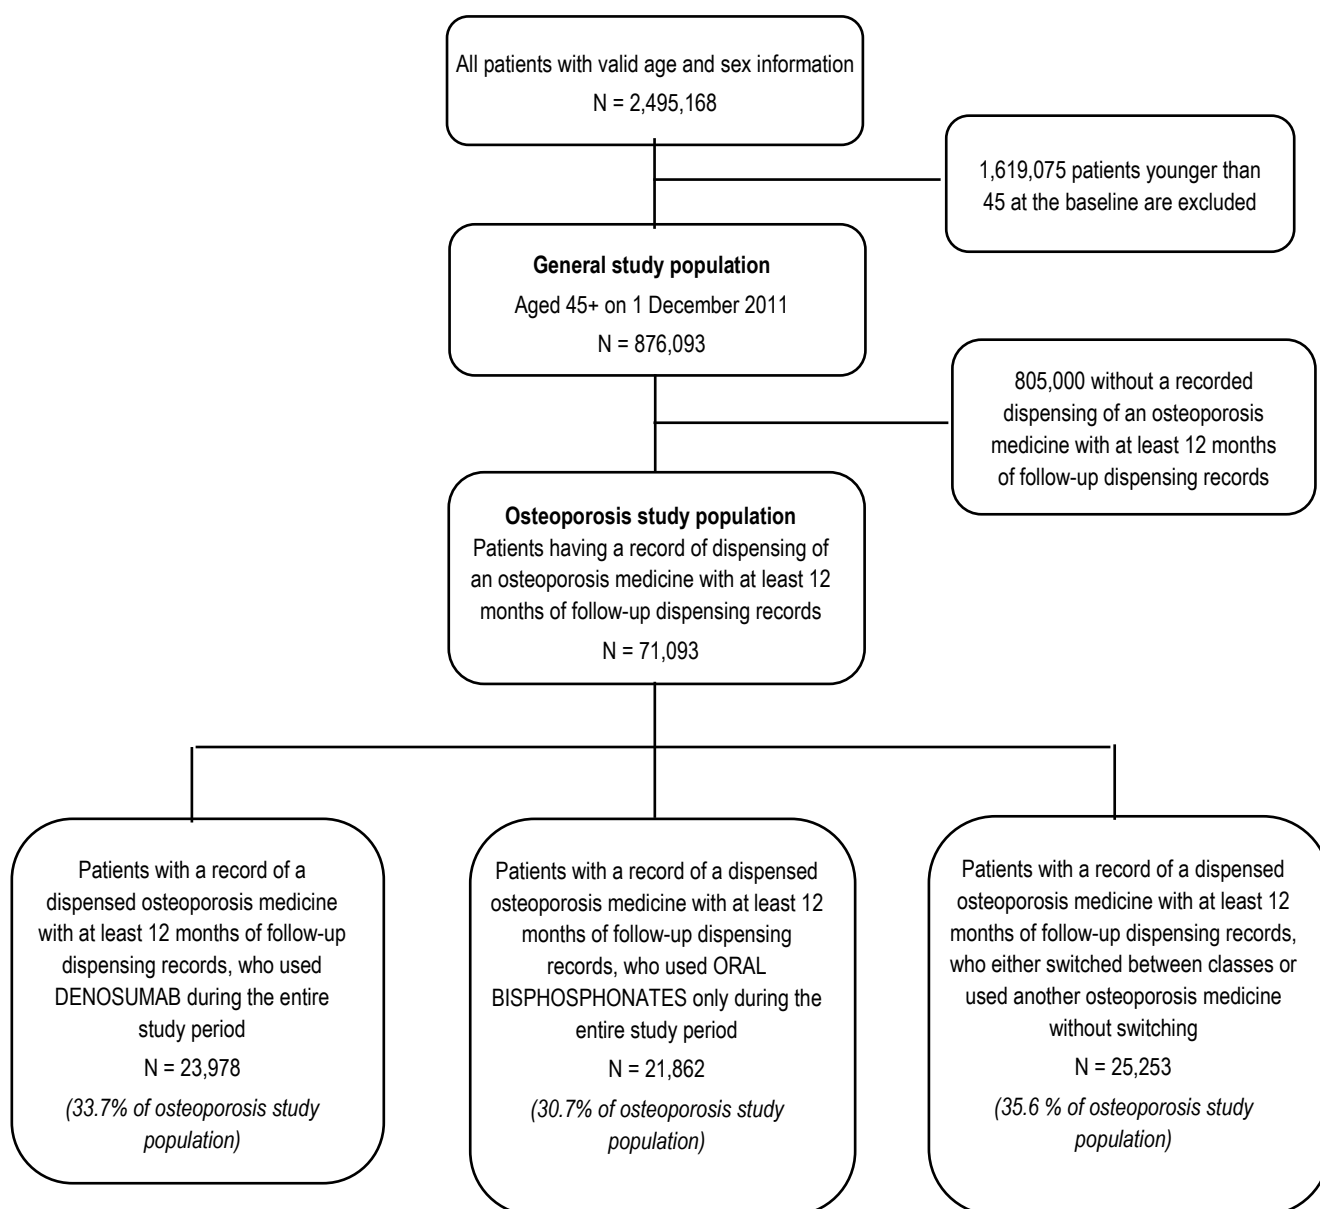 All patients with valid age and sex information
N = 2,495,168
1,619,075 patients younger than
45 at the baseline are excluded
General study population
Aged 45+ on 1 December 2011
N = 876,093
805,000 without a recorded
dispensing of an osteoporosis
medicine with at least 12 months
of follow-up dispensing records
Osteoporosis study population
Patients having a record of dispensing of
an osteoporosis medicine with at least 12
months of follow-up dispensing records
N = 71,093
Patients with a record of a
dispensed osteoporosis medicine
with at least 12 months of follow-up
dispensing records, who used
DENOSUMAB during the entire
study period
N = 23,978
(33.7% of osteoporosis study
population)
Patients with a record of a dispensed
osteoporosis medicine with at least 12
months of follow-up dispensing
records, who used ORAL
BISPHOSPHONATES only during the
entire study period
N = 21,862
(30.7% of osteoporosis study
population)
Patients with a record of a dispensed
osteoporosis medicine with at least 12
months of follow-up dispensing records,
who either switched between classes or
used another osteoporosis medicine
without switching
N = 25,253
(35.6 % of osteoporosis study
population)